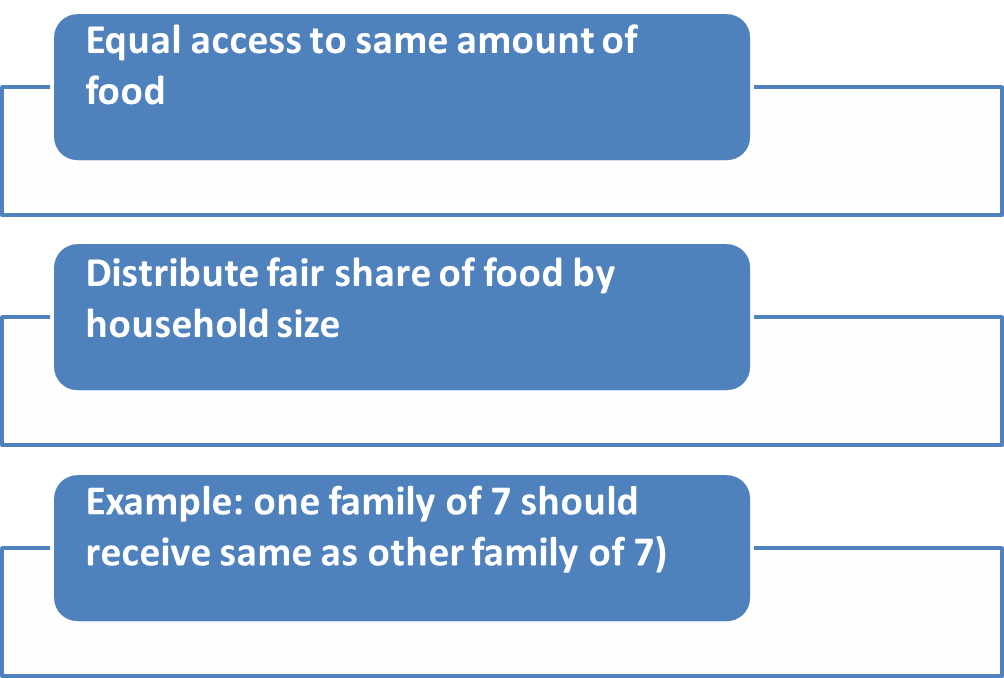 Equal access to same amount of
food
Distribute fair share of food by
household size
Example: one family of 7 should
receive same as other family of 7)